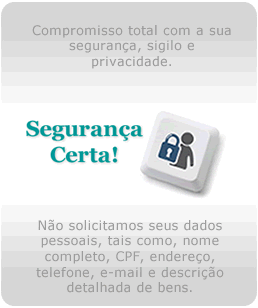 Compromisso total com a sua
segurança, sigilo e
privacidade.
Segurança
Certa!
Não solicitamos seus dados
pessoais, tais como, nome
completo, CPF, endereço,
telefone, e-mail e descrição
detalhada de bens.